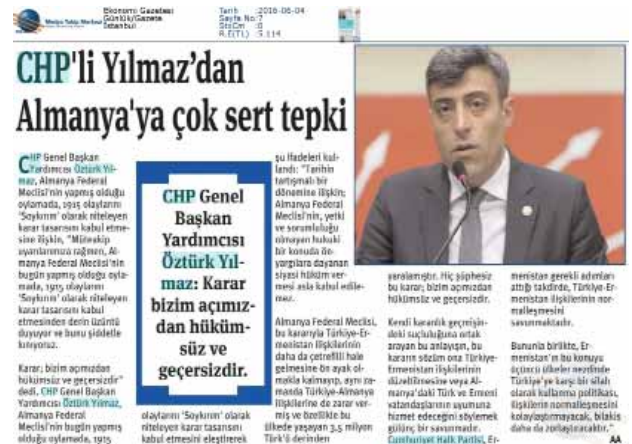 Medya Takip Merkezi
Ekonomi Gazetesi
Günlük/Gazete
İstanbul
Tarih :2016-06-04
Sayfa No:7
StxCm :0
R.E(TL) :5.114
CHP'li Yılmaz'dan
Almanya'ya çok sert tepki
CHP Genel Başkan
Yardımcısı Öztürk Yıl-
maz, Almanya Federal
Meclisi'nin yapmış olduğu
oylamada, 1915 olaylarını
'Soykırım' olarak niteleyen
karar tasarısını kabul etme-
sine ilişkin, "Müteakip
uyarılarımıza rağmen, Al-
manya Federal Meclisi'nin
bugün yapmış olduğu oyla-
mada, 1915 olaylarını
'Soykırım' olarak niteleyen
karar tasarısını kabul
etmesinden derin üzüntü
duyuyor ve bunu şiddetle
kınıyoruz.
Karar; bizim açımızdan
hükümsüz ve geçersizdir"
dedi. CHP Genel Başkan
Yardımcısı Öztürk Yılmaz,
Almanya Federal
Meclisi'nin bugün yapmış
olduğu oylamada, 1915
CHP Genel
Başkan
Yardımcısı
Öztürk Yıl-
maz: Karar
bizim açımız-
dan hüküm-
süz ve
geçersizdir.
olaylarını 'Soykırım' olarak
niteleyen karar tasarısını
kabul etmesini eleştirerek
şu ifadeleri kul-
landı: "Tarihin
tartışmalı bir
dönemine ilişkin;
Almanya Federal
Meclisi'nin, yetki
ve sorumluluğu
olmayan hukuki
bir konuda ön-
yargılara dayanan
siyasi hüküm ver-
mesi asla kabul edile-
mez.
Almanya Federal Meclisi,
bu kararıyla Türkiye-Er-
menistan ilişkilerinin
daha da çetrefilli hale
gelmesine ön ayak ol-
makla kalmayıp, aynı za-
manda Türkiye-Almanya
ilişkilerine de zarar ver-
miş ve özellikle bu
ülkede yaşayan 3,5 milyon
Türk'ü derinden
yaralamıştır. Hiç şüphesiz
bu karar; bizim açımızdan
hükümsüz ve geçersizdir.
Kendi karanlık geçmişin-
deki suçluluğuna ortak
arayan bu anlayışın, bu
kararın sözüm ona Türkiye-
Ermenistan ilişkilerinin
düzeltilmesine veya Al-
manya'daki Türk ve Ermeni
vatandaşlarının uyumuna
hizmet edeceğini söylemek
gülünç bir savunmadır.
Cumhuriyet Halk Partisi, Er-
menistan gerekli adımları
attığı takdirde, Türkiye-Er-
menistan ilişkilerinin nor-
malleşmesini
savunmaktadır.
Bununla birlikte, Er-
menistan'ın bu konuyu
üçüncü ülkeler nezdinde
Türkiye'ye karşı bir silah
olarak kullanma politikası,
ilişkilerin normalleşmesini
kolaylaştırmayacak, bilakis
daha da zorlaştıracaktır."
AA